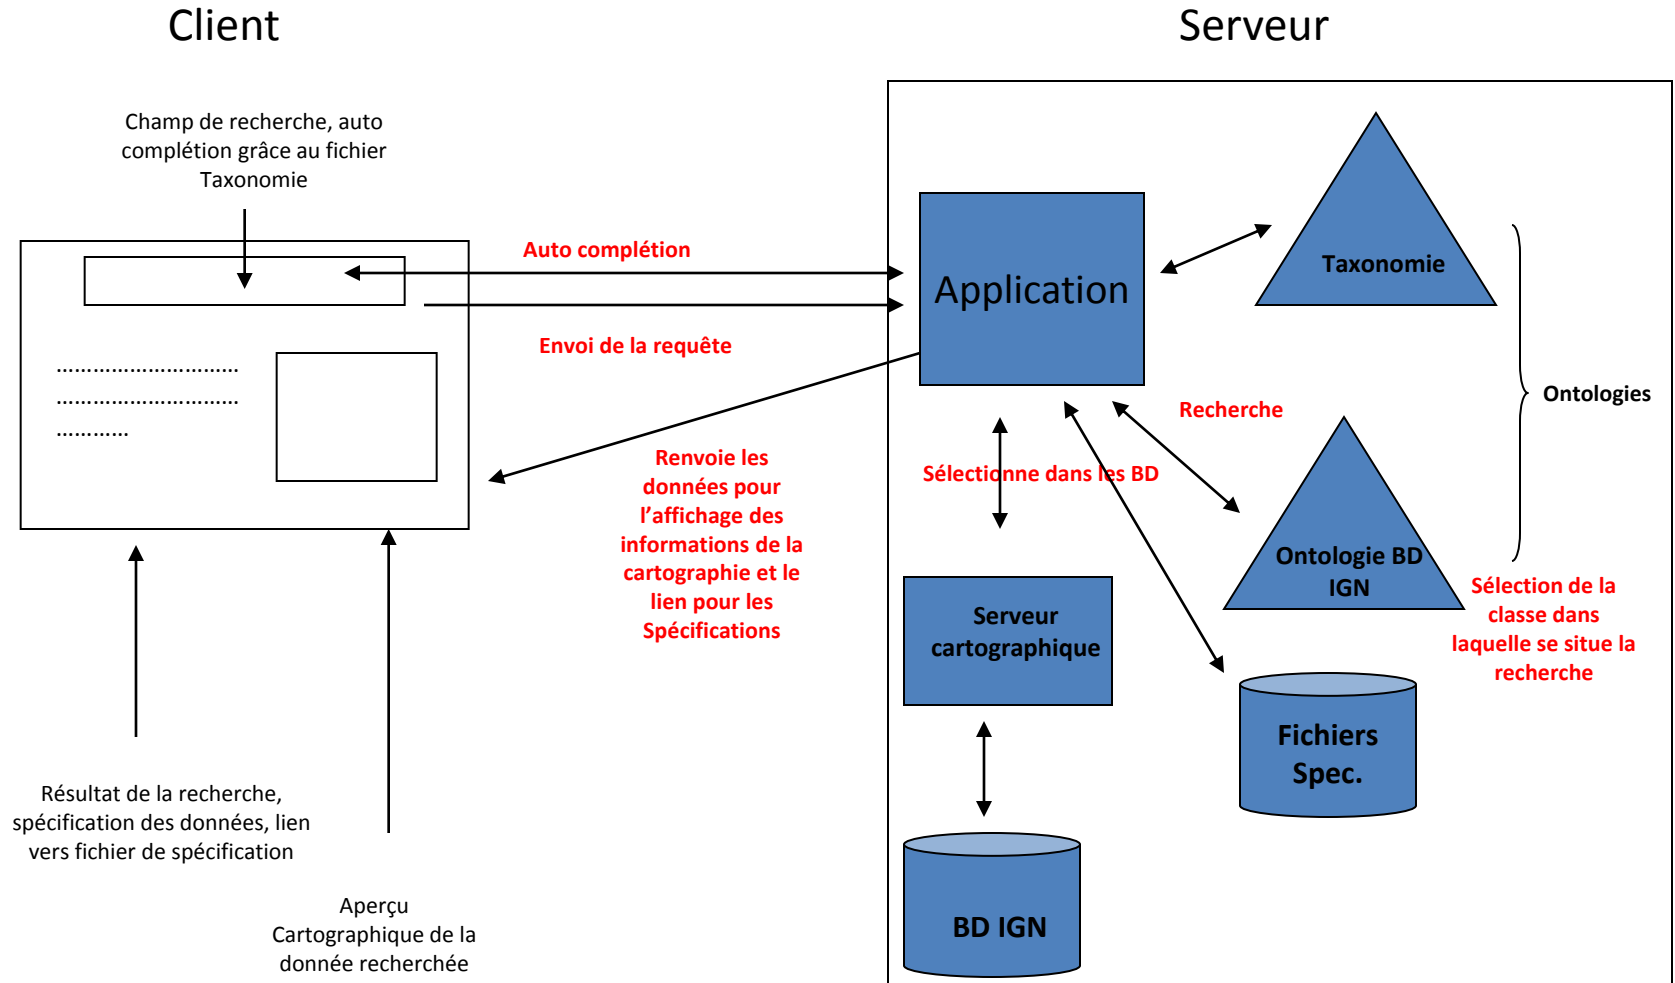 Client
Serveur
Champ de recherche, auto
complétion grâce au fichier
Taxonomie
Auto complétion
Envoi de la requête
…………………………
…………………………
…………
Renvoie les
données pour
l’affichage des
informations de la
cartographie et le
lien pour les
Spécifications
Résultat de la recherche,
spécification des données, lien
vers fichier de spécification
Aperçu
Cartographique de la
donnée recherchée
Application
Taxonomie
Ontologies
Recherche
Sélectionne dans les BD
Ontologie BD
IGN
Sélection de la
classe dans
laquelle se situe la
recherche
Serveur
cartographique
Fichiers
Spec.
BD IGN